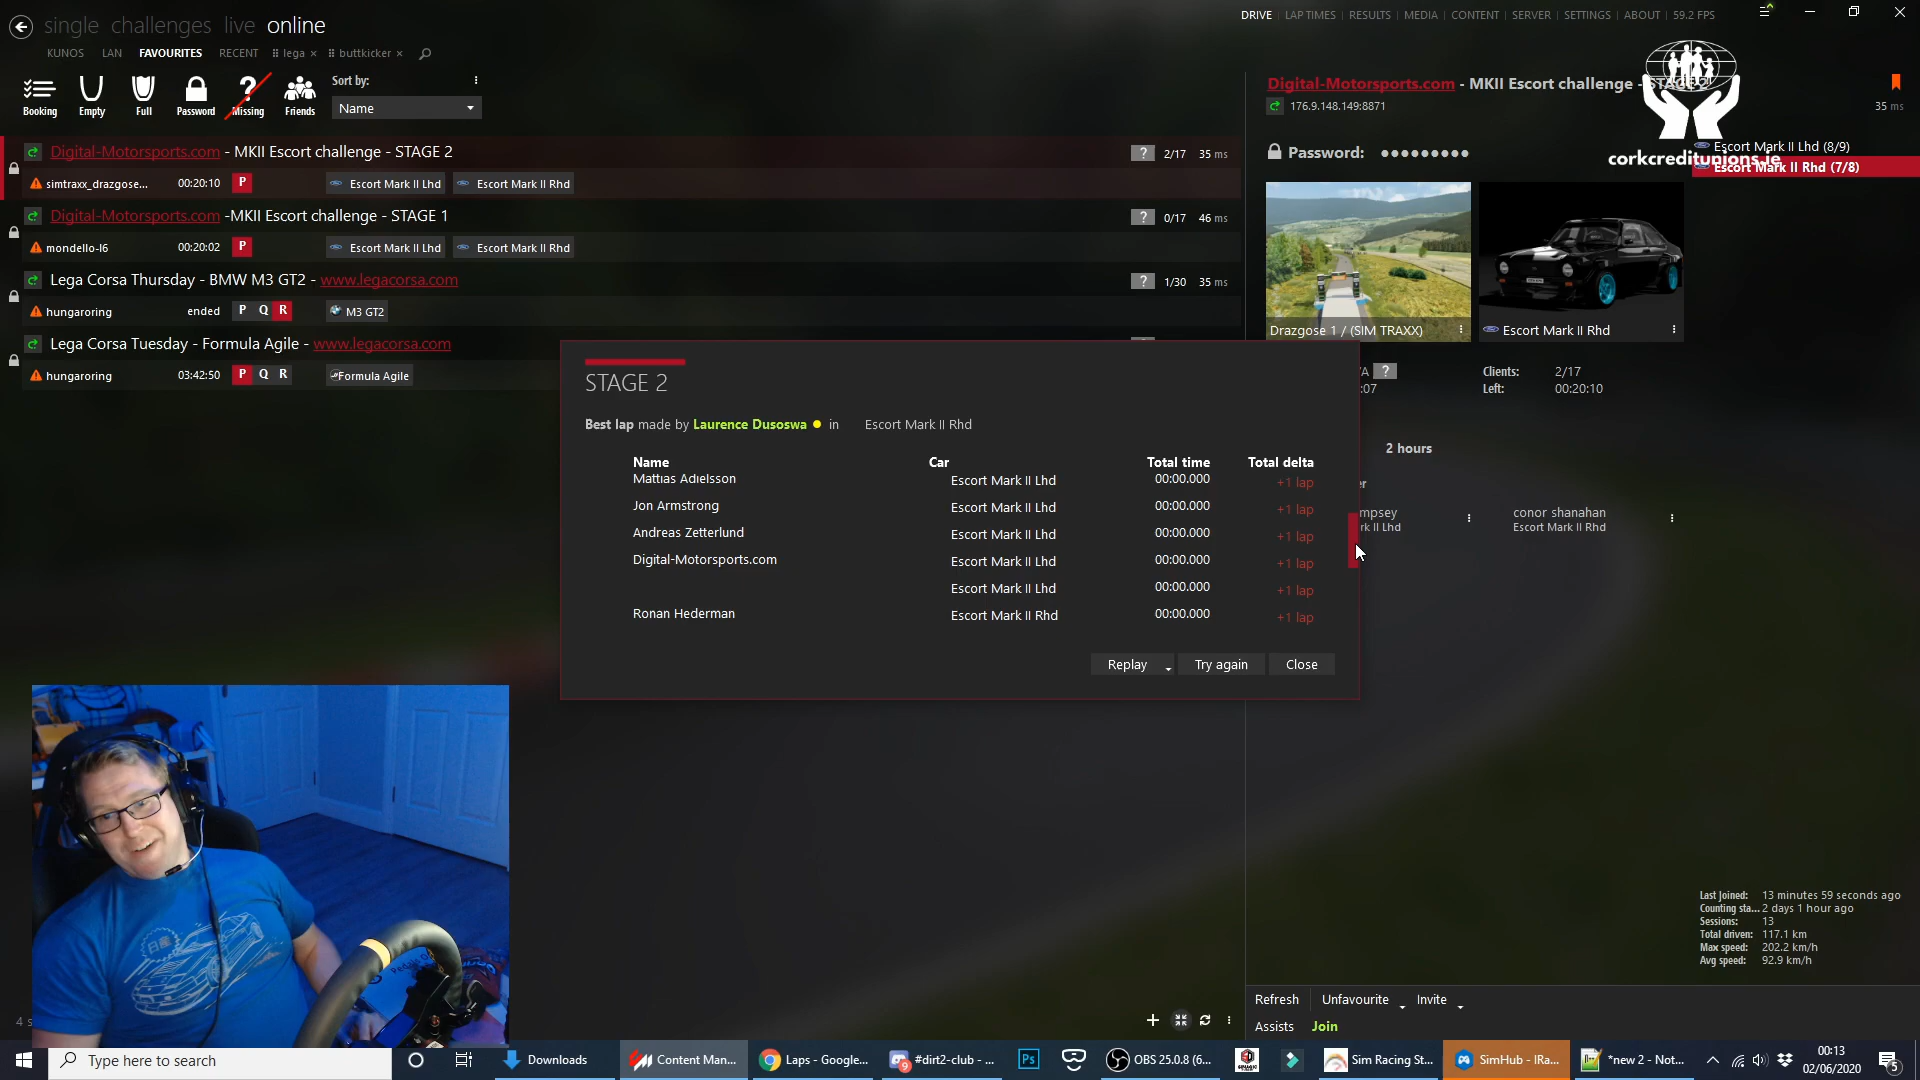 single challenges live online
DRIVE LAP TIMES RESULTS MEDIA CONTENT SERVER SETTINGS ABOUT 59.2 FPS
KUNOS LAN FAVOURITES RECENT lega × buttkicker ×
Booking Empty Full Password Missing Friends
Sort by:
Name
Digital-Motorsports.com - MKII Escort challenge - STAGE 2
2/17 35 ms
simtraxx_drazgose... 00:20:10 P Escort Mark II Lhd Escort Mark II Rhd
Digital-Motorsports.com -MKII Escort challenge - STAGE 1
0/17 46 ms
mondello-l6 00:20:02 P Escort Mark II Lhd Escort Mark II Rhd
Lega Corsa Thursday - BMW M3 GT2 - www.legacorsa.com
1/30 35 ms
hungaroring ended P Q R M3 GT2
Lega Corsa Tuesday - Formula Agile - www.legacorsa.com
hungaroring 03:42:50 P Q R Formula Agile
Digital-Motorsports.com - MKII Escort challenge - STAGE 2
176.9.148.149:8871
35 ms
Password: ●●●●●●●●●
Escort Mark II Lhd (8/9)
corkcreditunions.ie
Escort Mark II Rhd (7/8)
Drazgose 1 / (SIM TRAXX)
Escort Mark II Rhd
Clients: 2/17
:07 Left: 00:20:10
2 hours
mpsey
rk II Lhd
conor shanahan
Escort Mark II Rhd
STAGE 2
Best lap made by Laurence Dusoswa in Escort Mark II Rhd
Name Car Total time Total delta
Mattias Adielsson Escort Mark II Lhd 00:00.000 +1 lap
Jon Armstrong Escort Mark II Lhd 00:00.000 +1 lap
Andreas Zetterlund Escort Mark II Lhd 00:00.000 +1 lap
Digital-Motorsports.com Escort Mark II Lhd 00:00.000 +1 lap
Escort Mark II Lhd 00:00.000 +1 lap
Ronan Hederman Escort Mark II Rhd 00:00.000 +1 lap
Replay Try again Close
Last joined: 13 minutes 59 seconds ago
Counting sta... 2 days 1 hour ago
Sessions: 13
Total driven: 117.1 km
Max speed: 202.2 km/h
Avg speed: 92.9 km/h
Refresh Unfavourite Invite
Assists Join
Type here to search
Downloads
Content Man...
Laps - Google...
#dirt2-club - ...
Ps
OBS 25.0.8 (6...
Sim Racing St...
SimHub - IRa...
*new 2 - Not...
00:13
02/06/2020
5